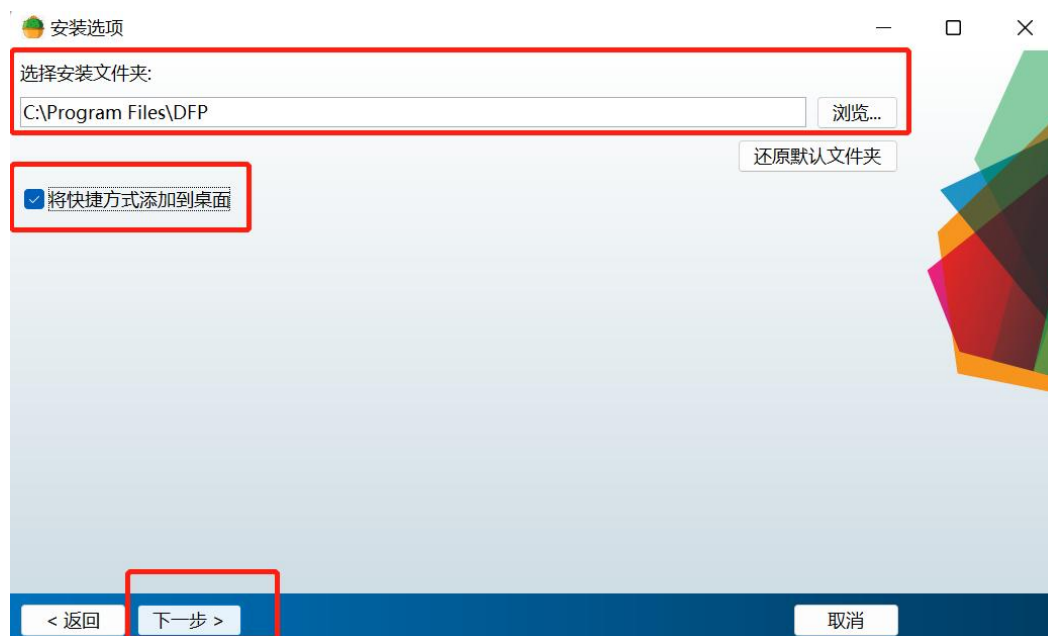 安装选项
选择安装文件夹:
C:\Program Files\DFP
浏览...
还原默认文件夹
将快捷方式添加到桌面
< 返回
下一步 >
取消